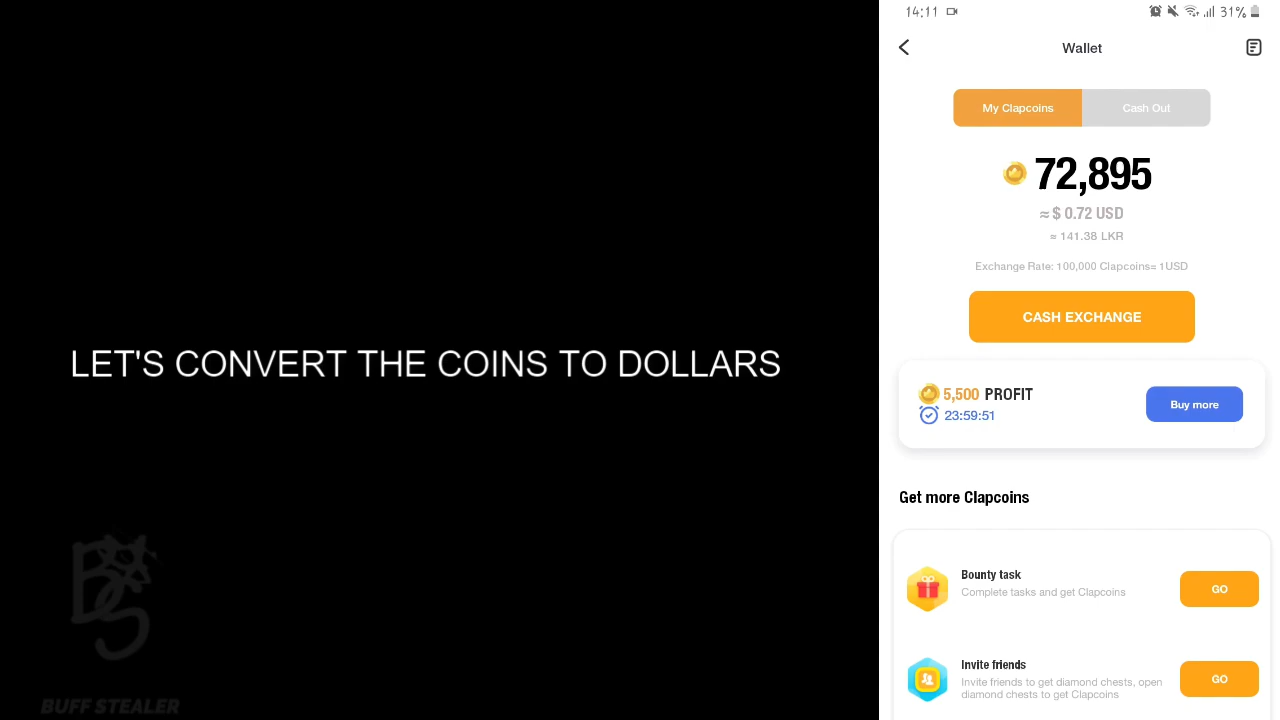 LET'S CONVERT THE COINS TO DOLLARS
BS
BUFF STEALER
14:11
31%
Wallet
My Clapcoins
Cash Out
72,895
≈ $ 0.72 USD
≈ 141.38 LKR
Exchange Rate: 100,000 Clapcoins= 1USD
CASH EXCHANGE
5,500 PROFIT
23:59:51
Buy more
Get more Clapcoins
Bounty task
Complete tasks and get Clapcoins
GO
Invite friends
Invite friends to get diamond chests, open
diamond chests to get Clapcoins
GO